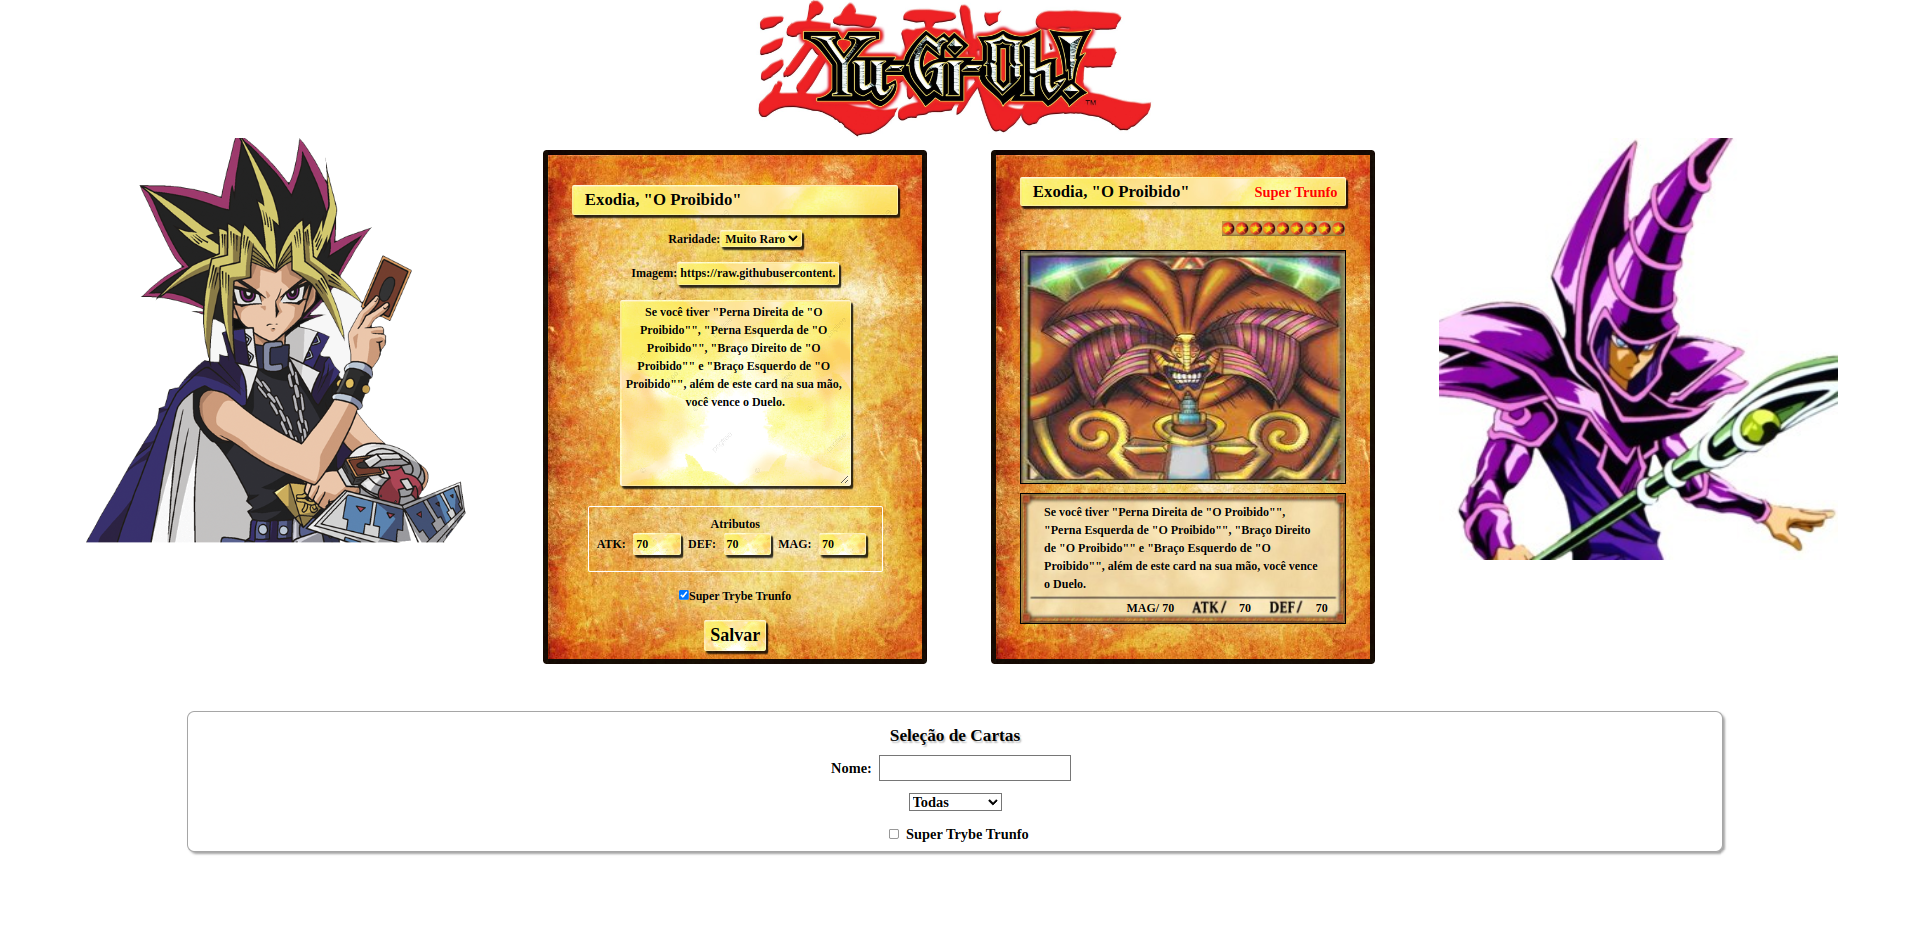 遊戯王
Yu-Gi-Oh!
TM
Exodia, "O Proibido"
Raridade: Muito Raro
Imagem: https://raw.githubusercontent.
Se você tiver "Perna Direita de "O
Proibido"", "Perna Esquerda de "O
Proibido"", "Braço Direito de "O
Proibido"" e "Braço Esquerdo de "O
Proibido"", além de este card na sua mão,
você vence o Duelo.
Atributos
ATK: 70 DEF: 70 MAG: 70
Super Trybe Trunfo
Salvar
Exodia, "O Proibido" Super Trunfo
Se você tiver "Perna Direita de "O Proibido"",
"Perna Esquerda de "O Proibido"", "Braço Direito
de "O Proibido"" e "Braço Esquerdo de "O
Proibido"", além de este card na sua mão, você vence
o Duelo.
MAG/ 70 ATK/ 70 DEF/ 70
Seleção de Cartas
Nome:
Todas
Super Trybe Trunfo